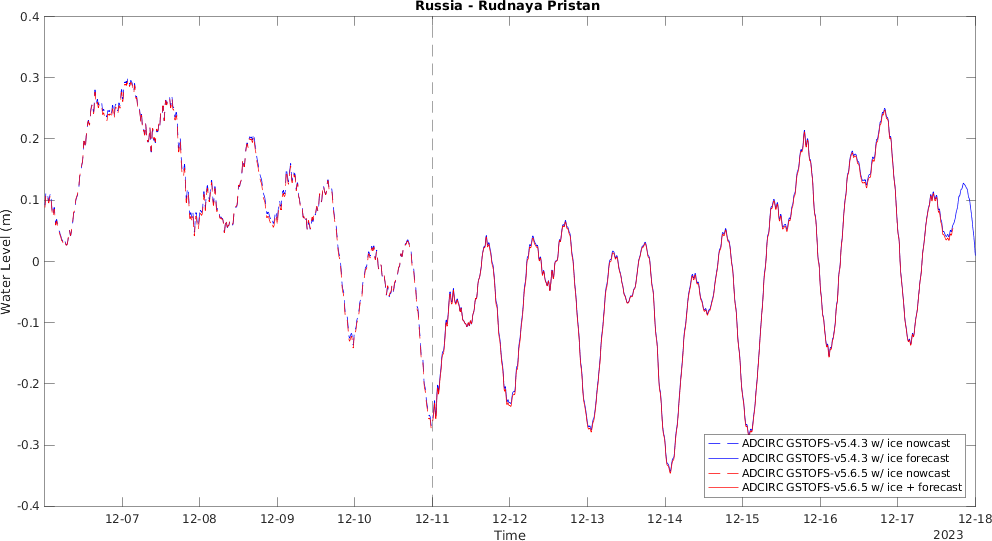 Russia - Rudnaya Pristan
0.4
0.3
0.2
0.1
0
-0.1
-0.2
-0.3
-0.4
Water Level (m)
ADCIRC GSTOFS-v5.4.3 w/ ice nowcast
ADCIRC GSTOFS-v5.4.3 w/ ice forecast
ADCIRC GSTOFS-v5.6.5 w/ ice nowcast
ADCIRC GSTOFS-v5.6.5 w/ ice + forecast
12-07 12-08 12-09 12-10 12-11 12-12 12-13 12-14 12-15 12-16 12-17 12-18
Time
2023